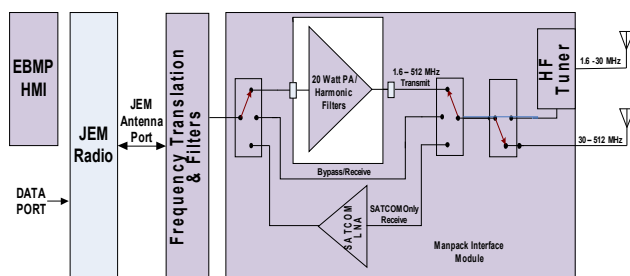 EBMP
HMI
JEM
Radio
DATA
PORT
JEM
Antenna
Port
Frequency Translation
& Filters
20 Watt PA/
Harmonic
Filters
1.6 – 512 MHz
Transmit
Bypass/Receive
SATCOM
LNA
SATCOM Only
Receive
Manpack Interface
Module
HF
Tuner
1.6 -30 MHz
30 – 512 MHz